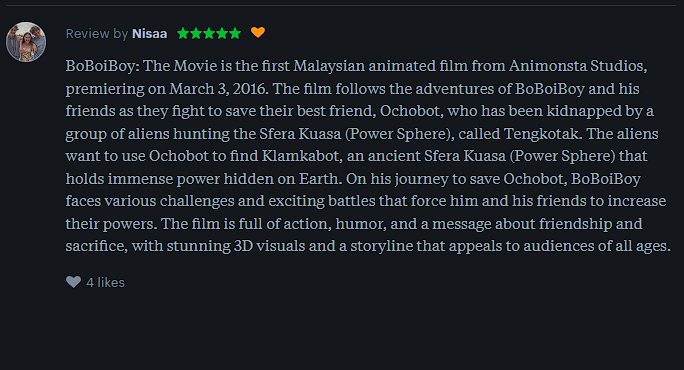 Review by Nisaa
BoBoiBoy: The Movie is the first Malaysian animated film from Animonsta Studios,
premiering on March 3, 2016. The film follows the adventures of BoBoiBoy and his
friends as they fight to save their best friend, Ochobot, who has been kidnapped by a
group of aliens hunting the Sfera Kuasa (Power Sphere), called Tengkotak. The aliens
want to use Ochobot to find Klamkabot, an ancient Sfera Kuasa (Power Sphere) that
holds immense power hidden on Earth. On his journey to save Ochobot, BoBoiBoy
faces various challenges and exciting battles that force him and his friends to increase
their powers. The film is full of action, humor, and a message about friendship and
sacrifice, with stunning 3D visuals and a storyline that appeals to audiences of all ages.
4 likes